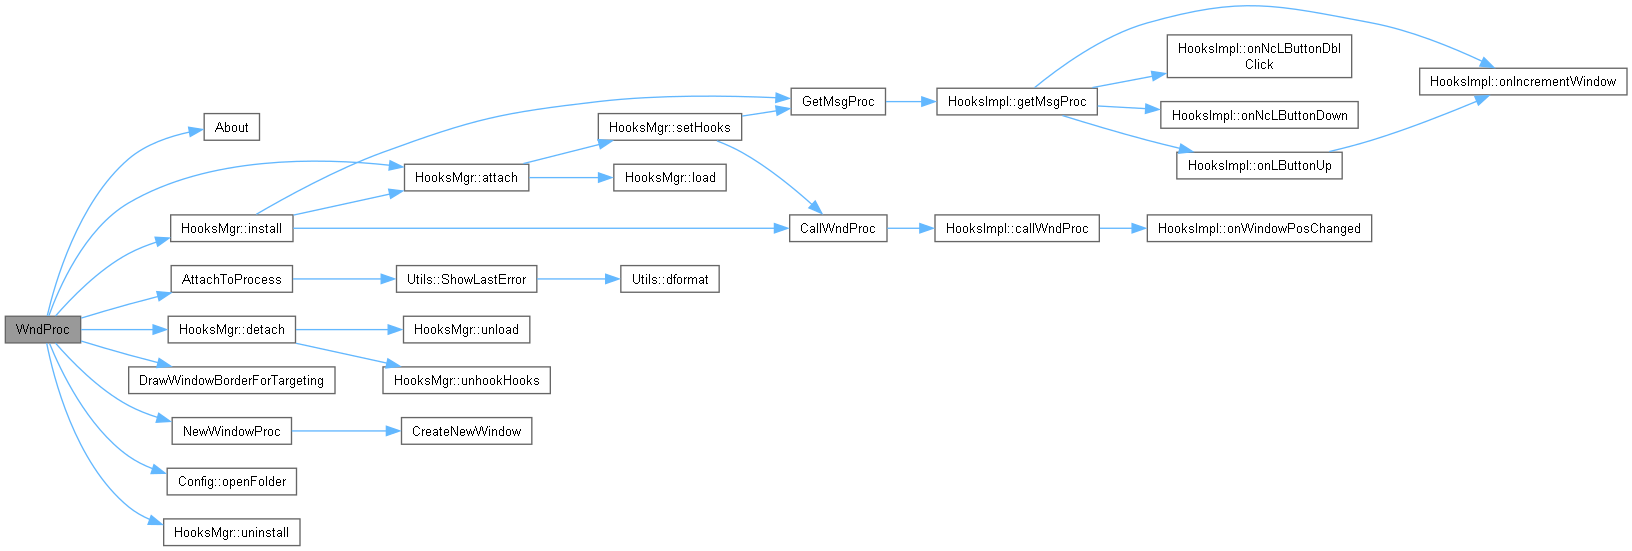 HooksImpl::onNcLButtonDbl
Click
HooksImpl::onIncrementWindow
GetMsgProc
HooksImpl::getMsgProc
HooksImpl::onNcLButtonDown
About
HooksMgr::setHooks
HooksImpl::onLButtonUp
HooksMgr::attach
HooksMgr::load
HooksMgr::install
CallWndProc
HooksImpl::callWndProc
HooksImpl::onWindowPosChanged
AttachToProcess
Utils::ShowLastError
Utils::dformat
WndProc
HooksMgr::detach
HooksMgr::unload
DrawWindowBorderForTargeting
HooksMgr::unhookHooks
NewWindowProc
CreateNewWindow
Config::openFolder
HooksMgr::uninstall